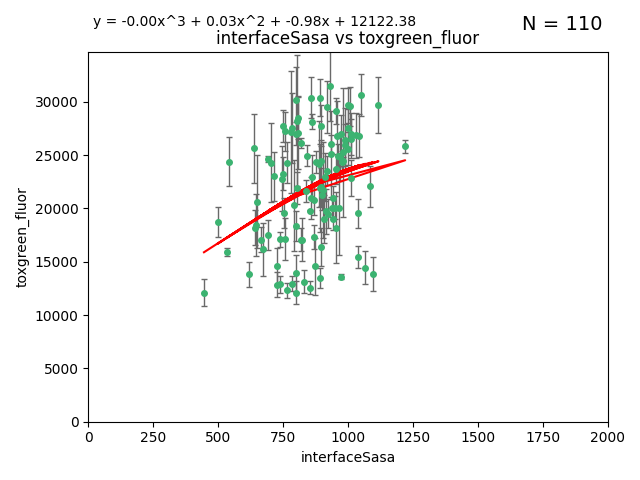 y = -0.00x^3 + 0.03x^2 + -0.98x + 12122.38
N = 110
interfaceSasa vs toxgreen_fluor
30000
25000
20000
15000
10000
5000
0
toxgreen_fluor
0 250 500 750 1000 1250 1500 1750 2000
interfaceSasa